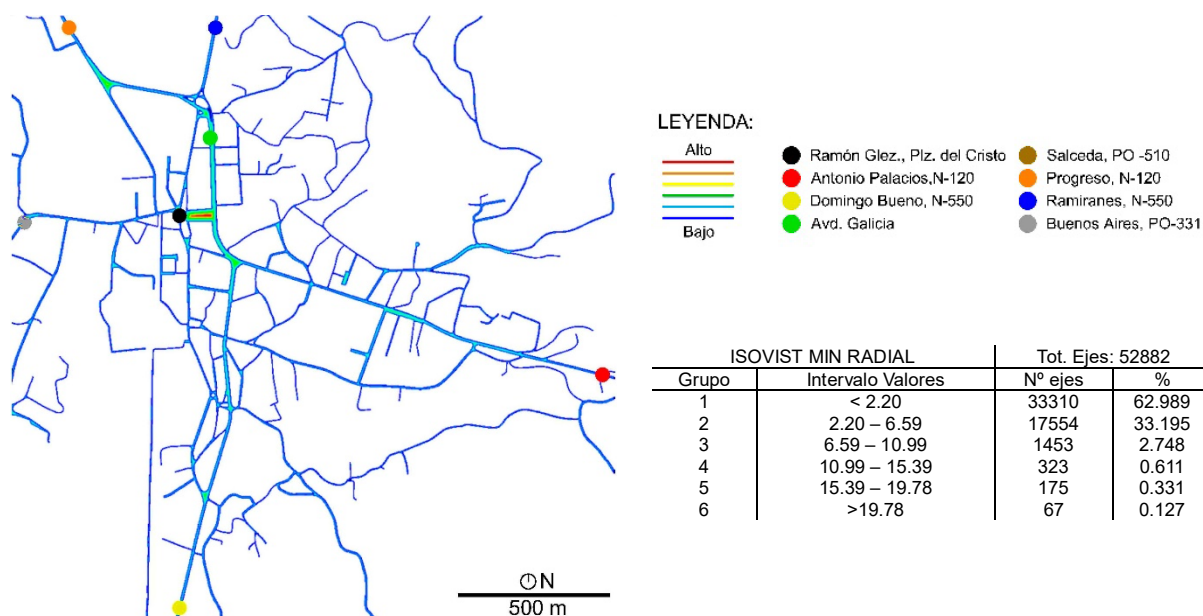 LEYENDA:
Alto
Bajo
Ramón Glez., Plz. del Cristo
Antonio Palacios,N-120
Domingo Bueno, N-550
Avd. Galicia
Salceda, PO -510
Progreso, N-120
Ramiranes, N-550
Buenos Aires, PO-331
ISOVIST MIN RADIAL Tot. Ejes: 52882
Grupo Intervalo Valores Nº ejes %
1 < 2.20 33310 62.989
2 2.20 – 6.59 17554 33.195
3 6.59 – 10.99 1453 2.748
4 10.99 – 15.39 323 0.611
5 15.39 – 19.78 175 0.331
6 >19.78 67 0.127
N
500 m